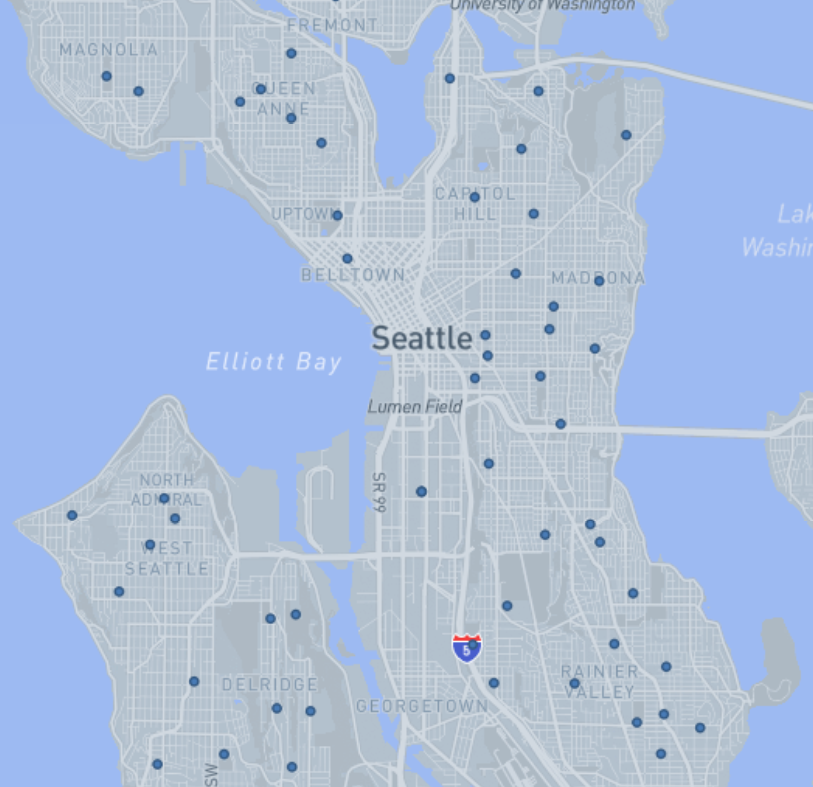 University of Washington
FREMONT
MAGNOLIA
QUEEN
ANNE
CAPITOL
HILL
UPTOWN
Lak
Washin
BELLTOWN
MADRONA
Seattle
Elliott Bay
Lumen Field
NORTH
ADMIRAL
SR 99
WEST
SEATTLE
5
RAINIER
VALLEY
DELRIDGE
GEORGETOWN
SW